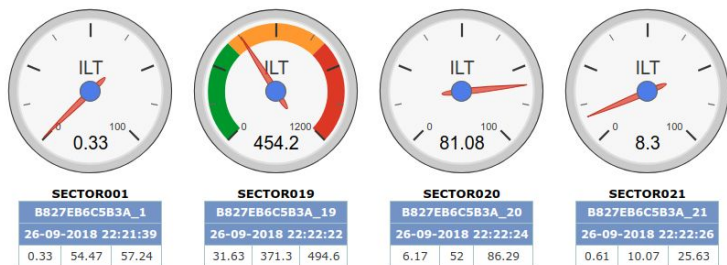 ILT
0 100
0.33
SECTOR001
B827EB6C5B3A_1
26-09-2018 22:21:39
0.33 54.47 57.24
ILT
0 1200
454.2
SECTOR019
B827EB6C5B3A_19
26-09-2018 22:22:22
31.63 371.3 494.6
ILT
0 100
81.08
SECTOR020
B827EB6C5B3A_20
26-09-2018 22:22:24
6.17 52 86.29
ILT
0 100
8.3
SECTOR021
B827EB6C5B3A_21
26-09-2018 22:22:26
0.61 10.07 25.63